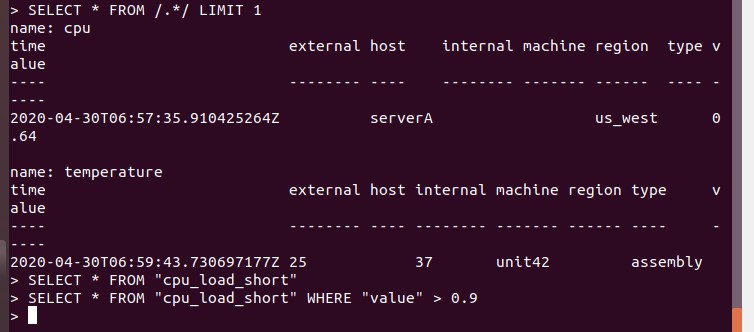 > SELECT * FROM /.*/ LIMIT 1
name: cpu
time                           external host    internal machine region  type v
alue
----                           -------- ----    -------- ------- ------  ---- -
----
2020-04-30T06:57:35.910425264Z          serverA                  us_west      0
.64

name: temperature
time                           external host internal machine region type     v
alue
----                           -------- ---- -------- ------- ------ ----     -
----
2020-04-30T06:59:43.730697177Z 25            37       unit42         assembly
> SELECT * FROM "cpu_load_short"
> SELECT * FROM "cpu_load_short" WHERE "value" > 0.9
>